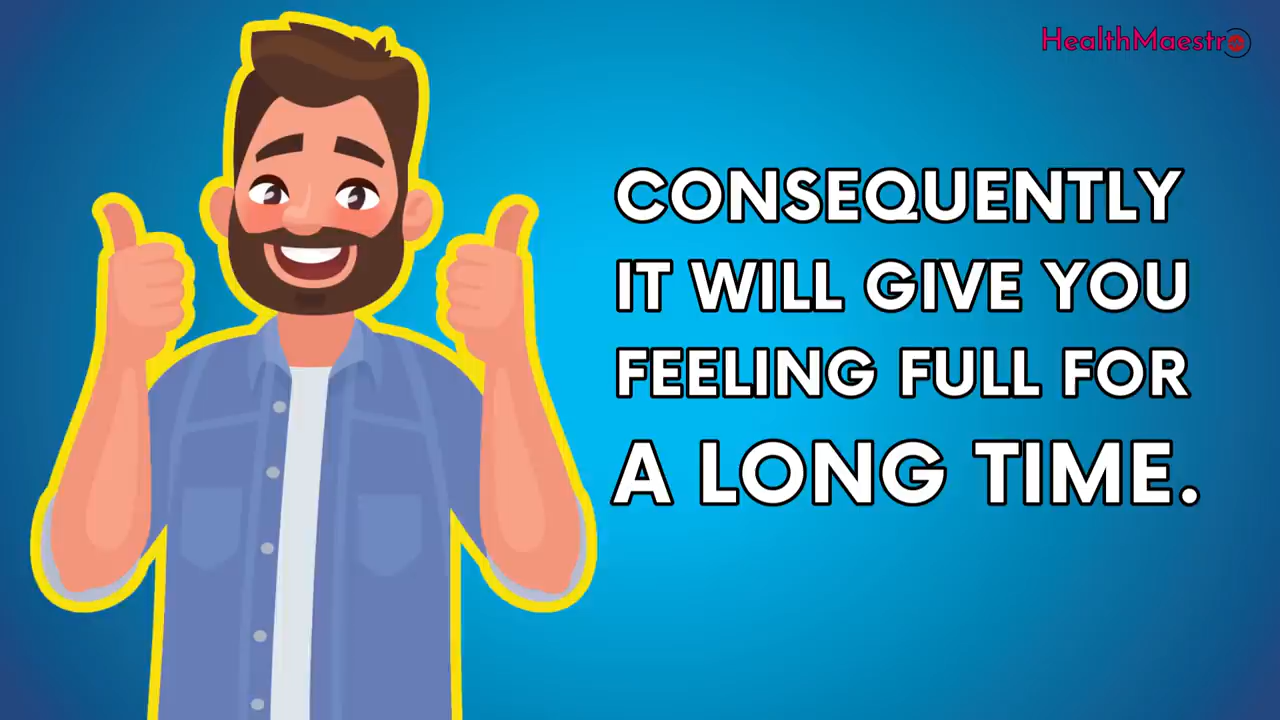 HealthMaestro
CONSEQUENTLY
IT WILL GIVE YOU
FEELING FULL FOR
A LONG TIME.